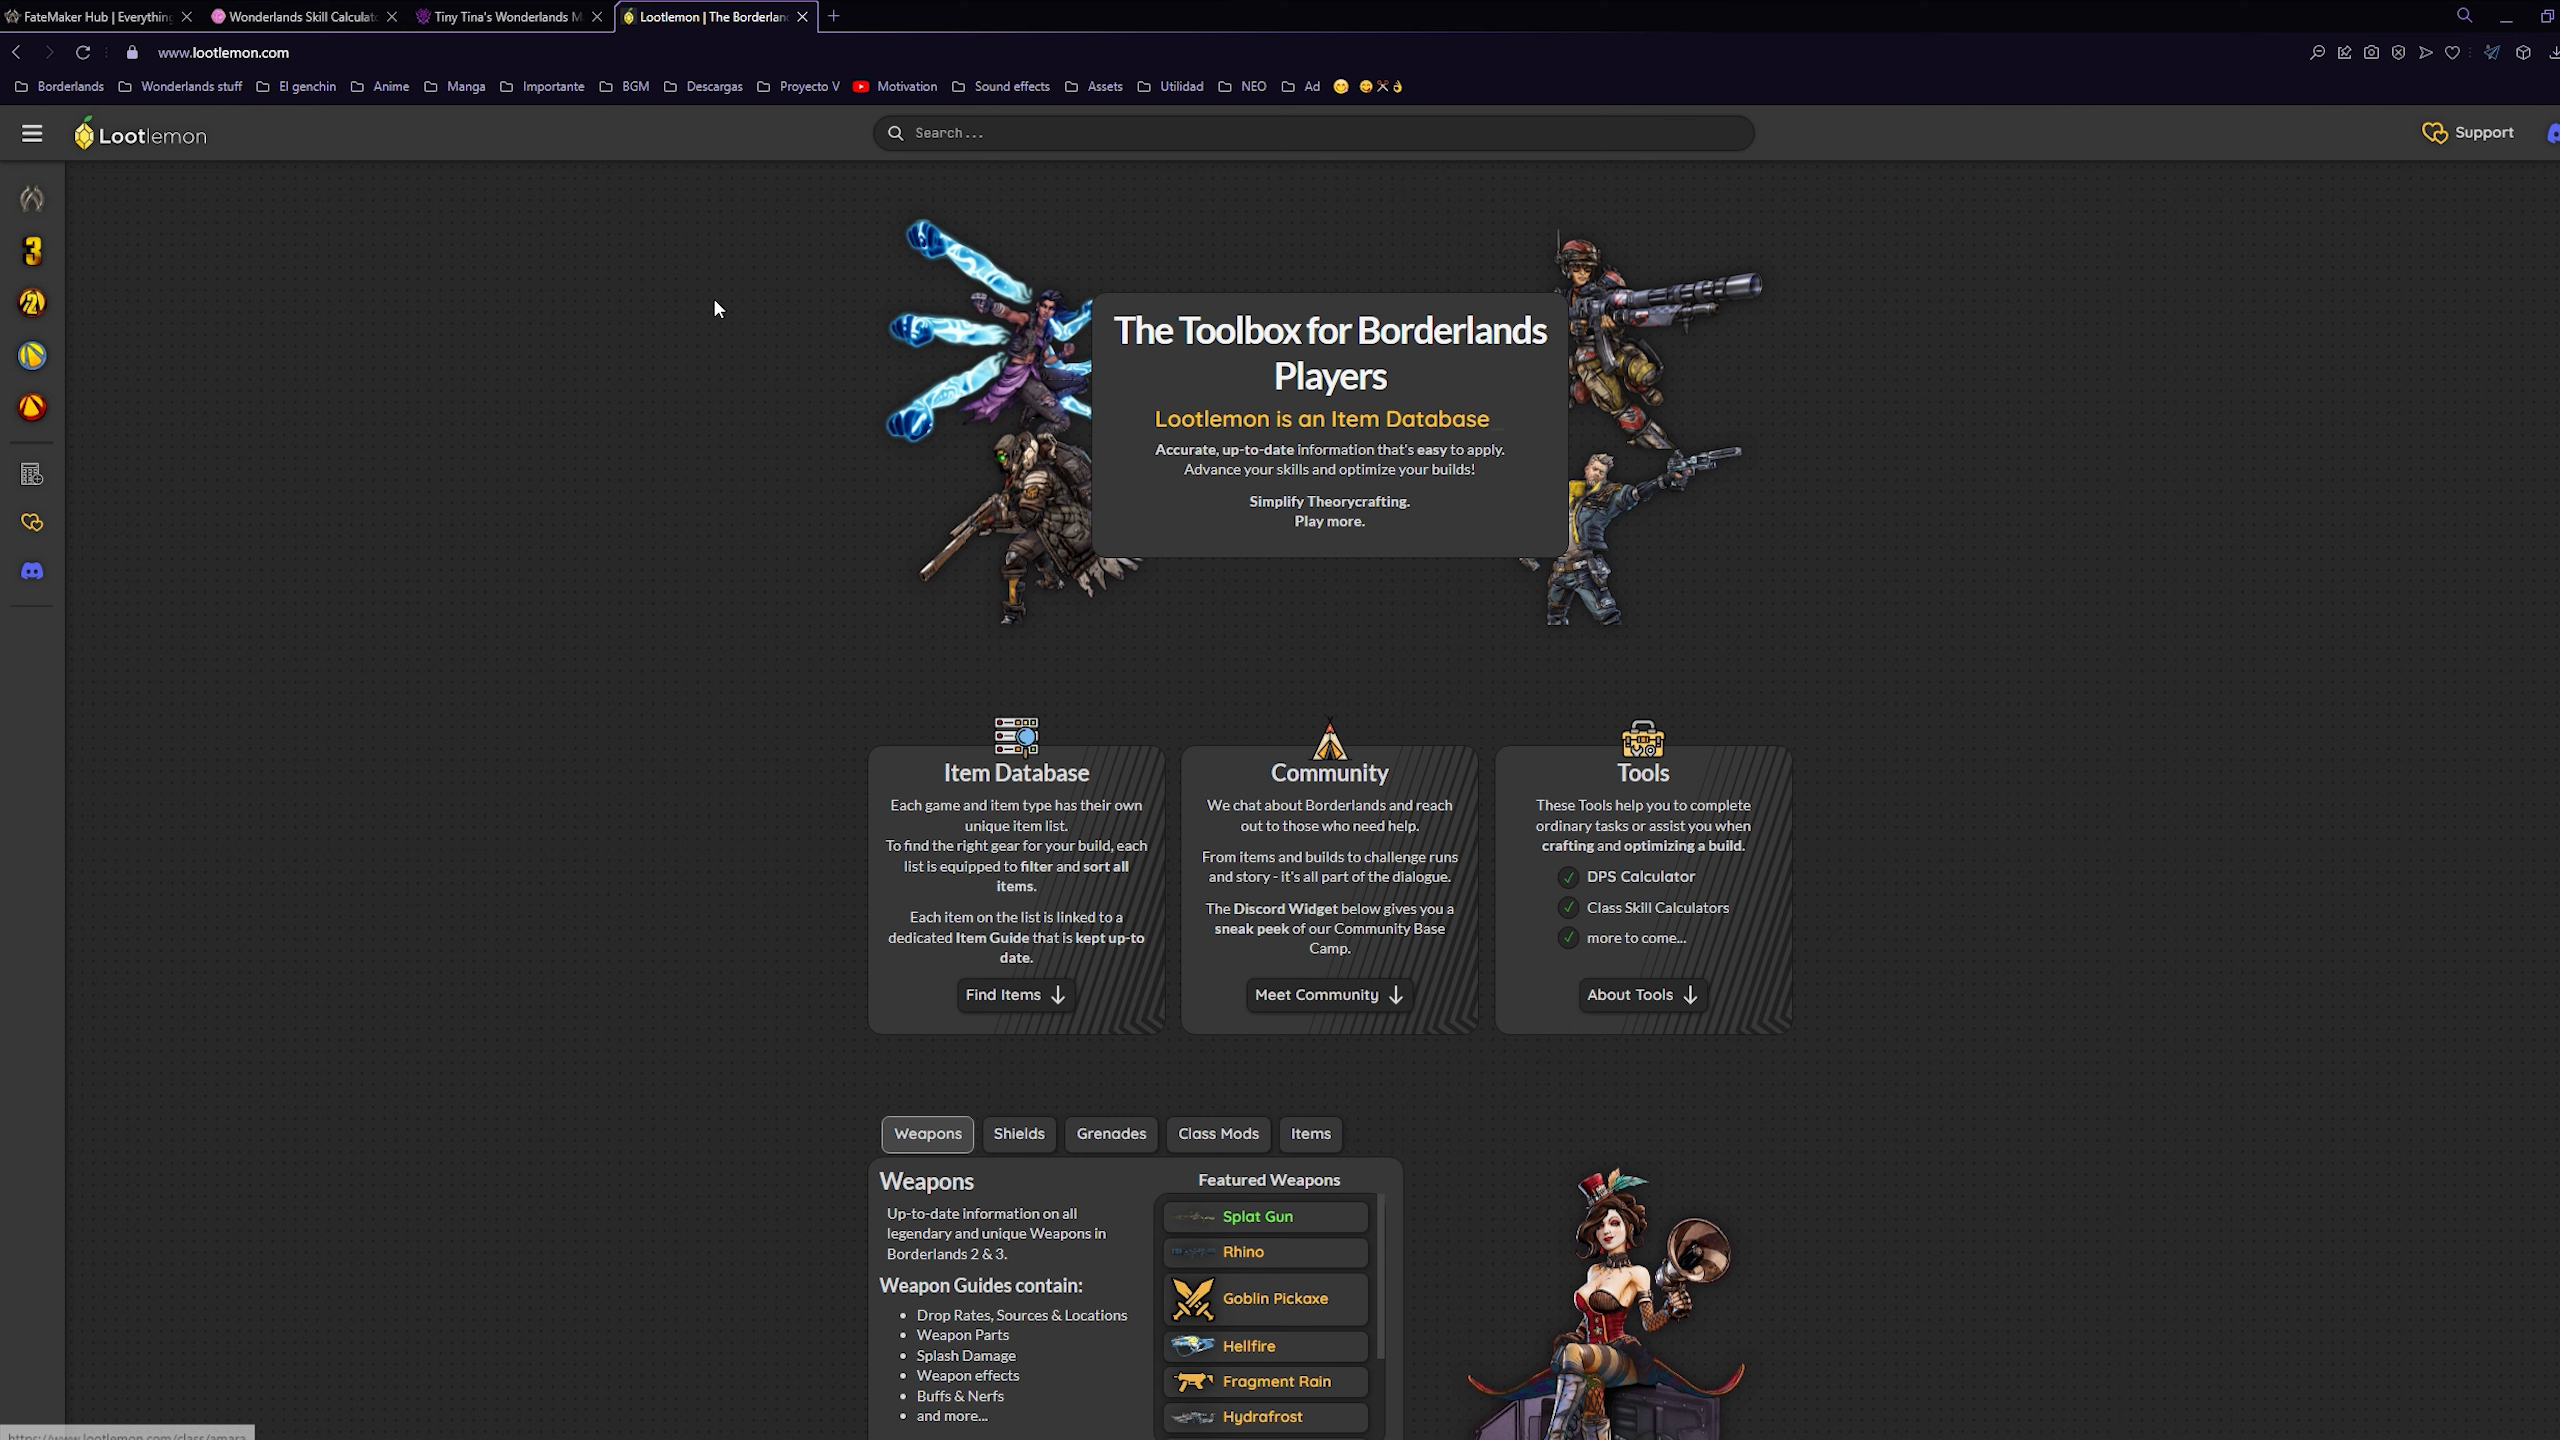 FateMaker Hub | Everything
Wonderlands Skill Calculat
Tiny Tina's Wonderlands M
Lootlemon | The Borderlan
www.lootlemon.com
Borderlands
Wonderlands stuff
El genchin
Anime
Manga
Importante
BGM
Descargas
Proyecto V
Motivation
Sound effects
Assets
Utilidad
NEO
Ad
Lootlemon
Search...
Support
The Toolbox for Borderlands
Players
Lootlemon is an Item Database
Accurate, up-to-date information that's easy to apply.
Advance your skills and optimize your builds!
Simplify Theorycrafting.
Play more.
Item Database
Each game and item type has their own
unique item list.
To find the right gear for your build, each
list is equipped to filter and sort all
items.
Each item on the list is linked to a
dedicated Item Guide that is kept up-to
date.
Find Items
Community
We chat about Borderlands and reach
out to those who need help.
From items and builds to challenge runs
and story - it's all part of the dialogue.
The Discord Widget below gives you a
sneak peek of our Community Base
Camp.
Meet Community
Tools
These Tools help you to complete
ordinary tasks or assist you when
crafting and optimizing a build.
DPS Calculator
Class Skill Calculators
more to come...
About Tools
Weapons
Shields
Grenades
Class Mods
Items
Weapons
Up-to-date information on all
legendary and unique Weapons in
Borderlands 2 & 3.
Weapon Guides contain:
• Drop Rates, Sources & Locations
• Weapon Parts
• Splash Damage
• Weapon effects
• Buffs & Nerfs
• and more...
Featured Weapons
Splat Gun
Rhino
Goblin Pickaxe
Hellfire
Fragment Rain
Hydrafrost
https://www.lootlemon.com/class/amara